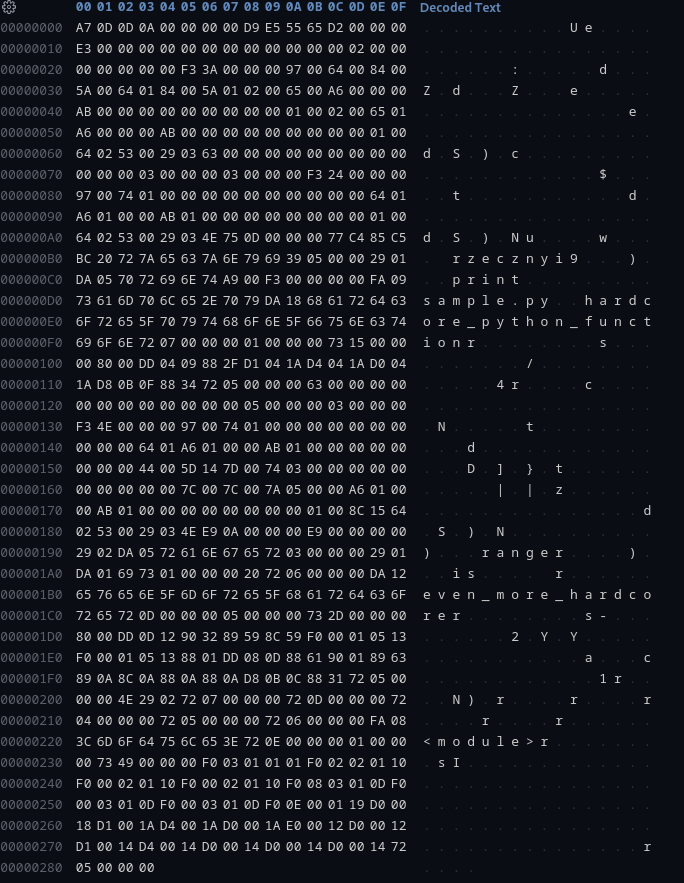 00 01 02 03 04 05 06 07 08 09 0A 0B 0C 0D 0E 0F Decoded Text
00000000 A7 0D 0D 0A 00 00 00 00 D9 E5 55 65 D2 00 00 00 ..........Ue....
00000010 E3 00 00 00 00 00 00 00 00 00 00 00 00 02 00 00 ................
00000020 00 00 00 00 00 F3 3A 00 00 00 97 00 64 00 84 00 ......:.....d...
00000030 5A 00 64 01 84 00 5A 01 02 00 65 00 A6 00 00 00 Z.d...Z...e.....
00000040 AB 00 00 00 00 00 00 00 00 00 01 00 02 00 65 01 ..............e.
00000050 A6 00 00 00 AB 00 00 00 00 00 00 00 00 00 01 00 ................
00000060 64 02 53 00 29 03 63 00 00 00 00 00 00 00 00 00 d.S.).c.........
00000070 00 00 00 03 00 00 00 03 00 00 00 F3 24 00 00 00 ............$...
00000080 97 00 74 01 00 00 00 00 00 00 00 00 00 00 64 01 ..t...........d.
00000090 A6 01 00 00 AB 01 00 00 00 00 00 00 00 00 01 00 ................
000000A0 64 02 53 00 29 03 4E 75 0D 00 00 00 77 C4 85 C5 d.S.).Nu....w...
000000B0 BC 20 72 7A 65 63 7A 6E 79 69 39 05 00 00 29 01 . rzecznyi9...).
000000C0 DA 05 70 72 69 6E 74 A9 00 F3 00 00 00 00 FA 09 ..print.........
000000D0 73 61 6D 70 6C 65 2E 70 79 DA 18 68 61 72 64 63 sample.py..hardc
000000E0 6F 72 65 5F 70 79 74 68 6F 6E 5F 66 75 6E 63 74 ore_python_funct
000000F0 69 6F 6E 72 07 00 00 00 01 00 00 00 73 15 00 00 ionr........s...
00000100 00 80 00 DD 04 09 88 2F D1 04 1A D4 04 1A D0 04 ......./........
00000110 1A D8 0B 0F 88 34 72 05 00 00 00 63 00 00 00 00 .....4r....c....
00000120 00 00 00 00 00 00 00 00 05 00 00 00 03 00 00 00 ................
00000130 F3 4E 00 00 00 97 00 74 01 00 00 00 00 00 00 00 .N.....t........
00000140 00 00 00 64 01 A6 01 00 00 AB 01 00 00 00 00 00 ...d............
00000150 00 00 00 44 00 5D 14 7D 00 74 03 00 00 00 00 00 ...D.].}.t......
00000160 00 00 00 00 00 7C 00 7C 00 7A 05 00 00 A6 01 00 .....|.|.z......
00000170 00 AB 01 00 00 00 00 00 00 00 00 01 00 8C 15 64 ...............d
00000180 02 53 00 29 03 4E E9 0A 00 00 00 E9 00 00 00 00 .S.).N..........
00000190 29 02 DA 05 72 61 6E 67 65 72 03 00 00 00 29 01 )...ranger....).
000001A0 DA 01 69 73 01 00 00 00 20 72 06 00 00 00 DA 12 ..is.... r......
000001B0 65 76 65 6E 5F 6D 6F 72 65 5F 68 61 72 64 63 6F even_more_hardco
000001C0 72 65 72 0D 00 00 00 05 00 00 00 73 2D 00 00 00 rer........s-...
000001D0 80 00 DD 0D 12 90 32 89 59 8C 59 F0 00 01 05 13 ......2.Y.Y.....
000001E0 F0 00 01 05 13 88 01 DD 08 0D 88 61 90 01 89 63 ...........a...c
000001F0 89 0A 8C 0A 88 0A 88 0A D8 0B 0C 88 31 72 05 00 ............1r..
00000200 00 00 4E 29 02 72 07 00 00 00 72 0D 00 00 00 72 ..N).r....r....r
00000210 04 00 00 00 72 05 00 00 00 72 06 00 00 00 FA 08 ....r....r......
00000220 3C 6D 6F 64 75 6C 65 3E 72 0E 00 00 00 01 00 00 <module>r.......
00000230 00 73 49 00 00 00 F0 03 01 01 01 F0 02 02 01 10 .sI.............
00000240 F0 00 02 01 10 F0 00 02 01 10 F0 08 03 01 0D F0 ................
00000250 00 03 01 0D F0 00 03 01 0D F0 0E 00 01 19 D0 00 ................
00000260 18 D1 00 1A D4 00 1A D0 00 1A E0 00 12 D0 00 12 ................
00000270 D1 00 14 D4 00 14 D0 00 14 D0 00 14 D0 00 14 72 ...............r
00000280 05 00 00 00 ....